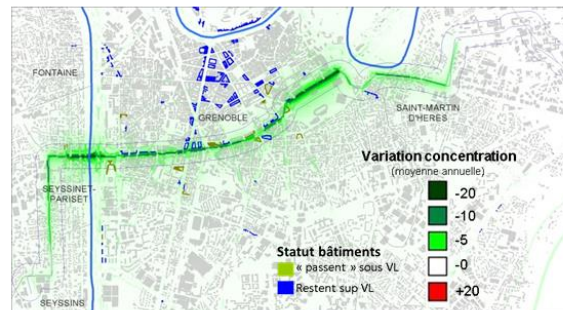 FONTAINE
GRENOBLE
SAINT-MARTIN
D'HERES
SEYSSINET-
PARISET
SEYSSINS
Variation concentration
(moyenne annuelle)
-20
-10
-5
-0
+20
Statut bâtiments
« passent » sous VL
Restent sup VL